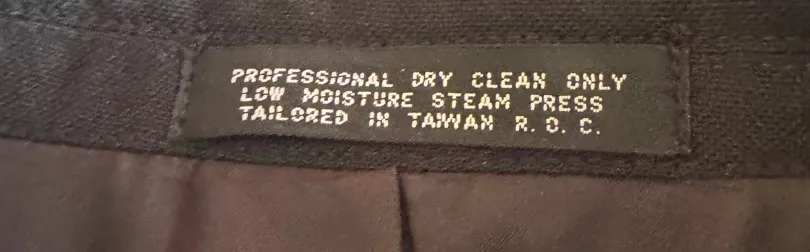 PROFESSIONAL DRY CLEAN ONLY
LOW MOISTURE STEAM PRESS
TAILORED IN TAIWAN R. O. C.